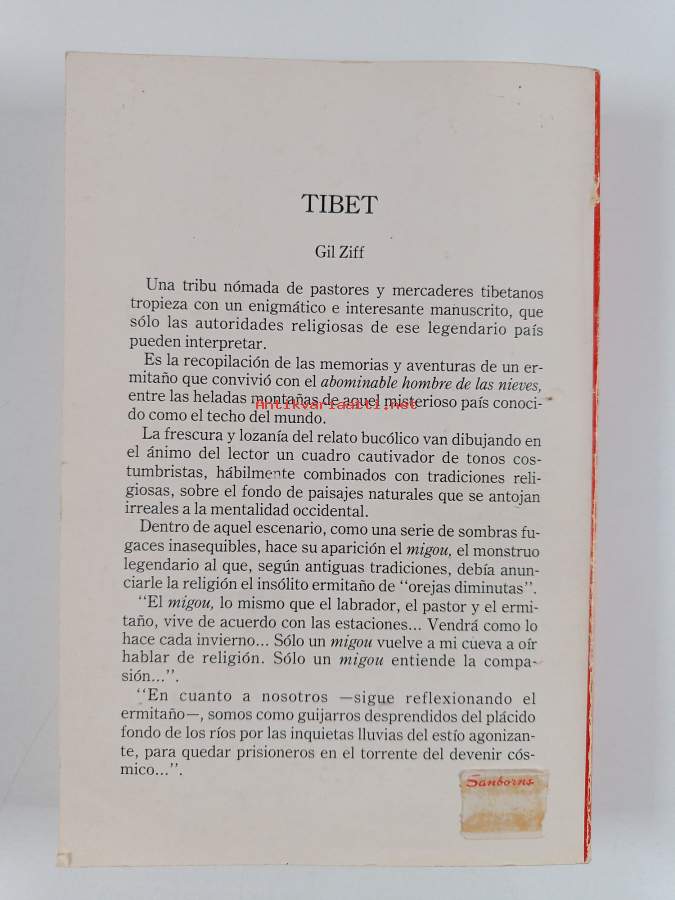 TIBET
Gil Ziff
Una tribu nómada de pastores y mercaderes tibetanos
tropieza con un enigmático e interesante manuscrito, que
sólo las autoridades religiosas de ese legendario país
pueden interpretar.
Es la recopilación de las memorias y aventuras de un er-
mitaño que convivió con el abominable hombre de las nieves,
entre las heladas montañas de aquel misterioso país conoci-
Antikvariaatti.net
do como el techo del mundo.
La frescura y lozanía del relato bucólico van dibujando en
el ánimo del lector un cuadro cautivador de tonos cos-
tumbristas, hábilmente combinados con tradiciones reli-
giosas, sobre el fondo de paisajes naturales que se antojan
irreales a la mentalidad occidental.
Dentro de aquel escenario, como una serie de sombras fu-
gaces inasequibles, hace su aparición el migou, el monstruo
legendario al que, según antiguas tradiciones, debía anun-
ciarle la religión el insólito ermitaño de "orejas diminutas".
"El migou, lo mismo que el labrador, el pastor y el ermi-
taño, vive de acuerdo con las estaciones... Vendrá como lo
hace cada invierno... Sólo un migou vuelve a mi cueva a oír
hablar de religión. Sólo un migou entiende la compa-
sión...".
"En cuanto a nosotros —sigue reflexionando el
ermitaño—, somos como guijarros desprendidos del plácido
fondo de los ríos por las inquietas lluvias del estío agonizan-
te, para quedar prisioneros en el torrente del devenir cós-
mico...".
Sanborns